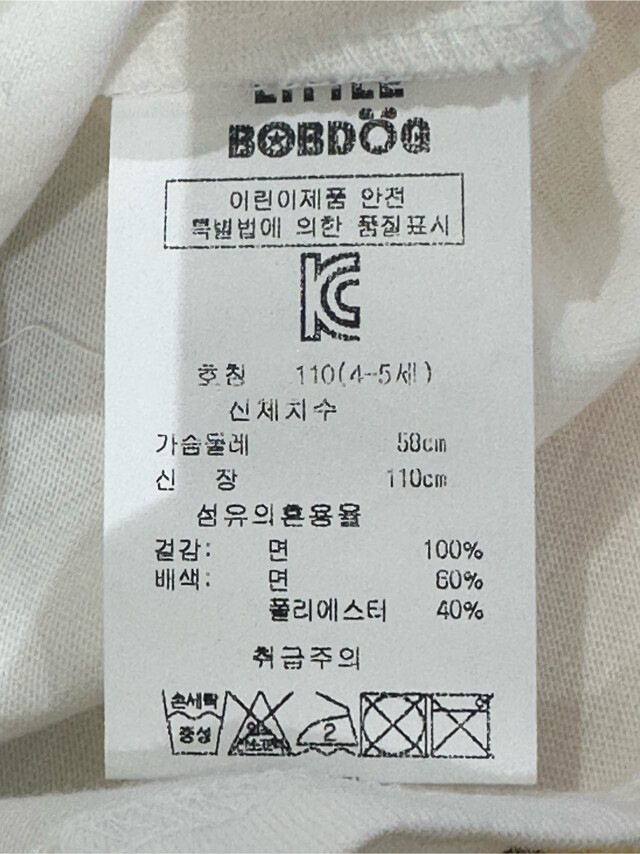 LITTLE
BOBDOG
어린이제품 안전
특별법에 의한 품질표시
KC
호칭 110(4-5세)
신체치수
가슴둘레 58cm
신 장 110cm
섬유의혼용율
겉감: 면 100%
배색: 면 60%
폴리에스터 40%
취급주의
손세탁
중성
2